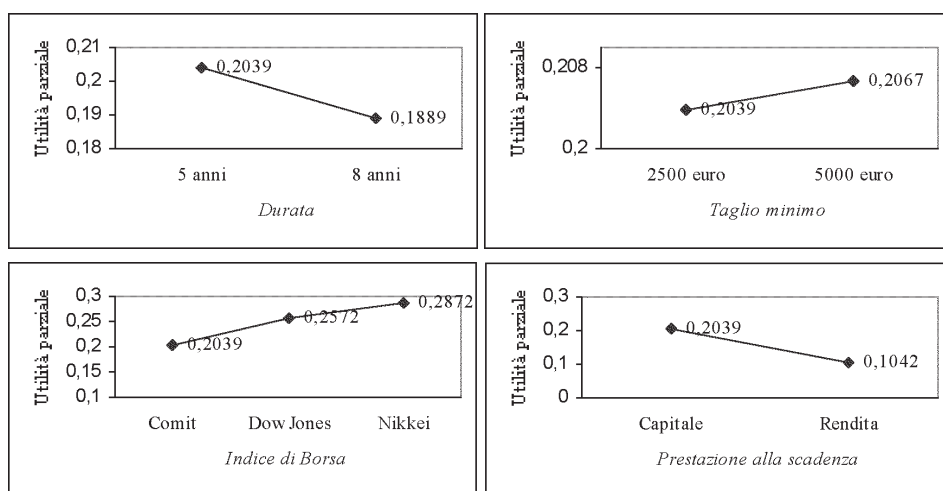 Utilità parziale
0,21
0,2
0,19
0,18
0,2039
0,1889
5 anni 8 anni
Durata
Utilità parziale
0,208
0,2
0,2039
0,2067
2500 euro 5000 euro
Taglio minimo
Utilità parziale
0,3
0,25
0,2
0,15
0,1
0,2039
0,2572
0,2872
Comit Dow Jones Nikkei
Indice di Borsa
Utilità parziale
0,3
0,2
0,1
0
0,2039
0,1042
Capitale Rendita
Prestazione alla scadenza